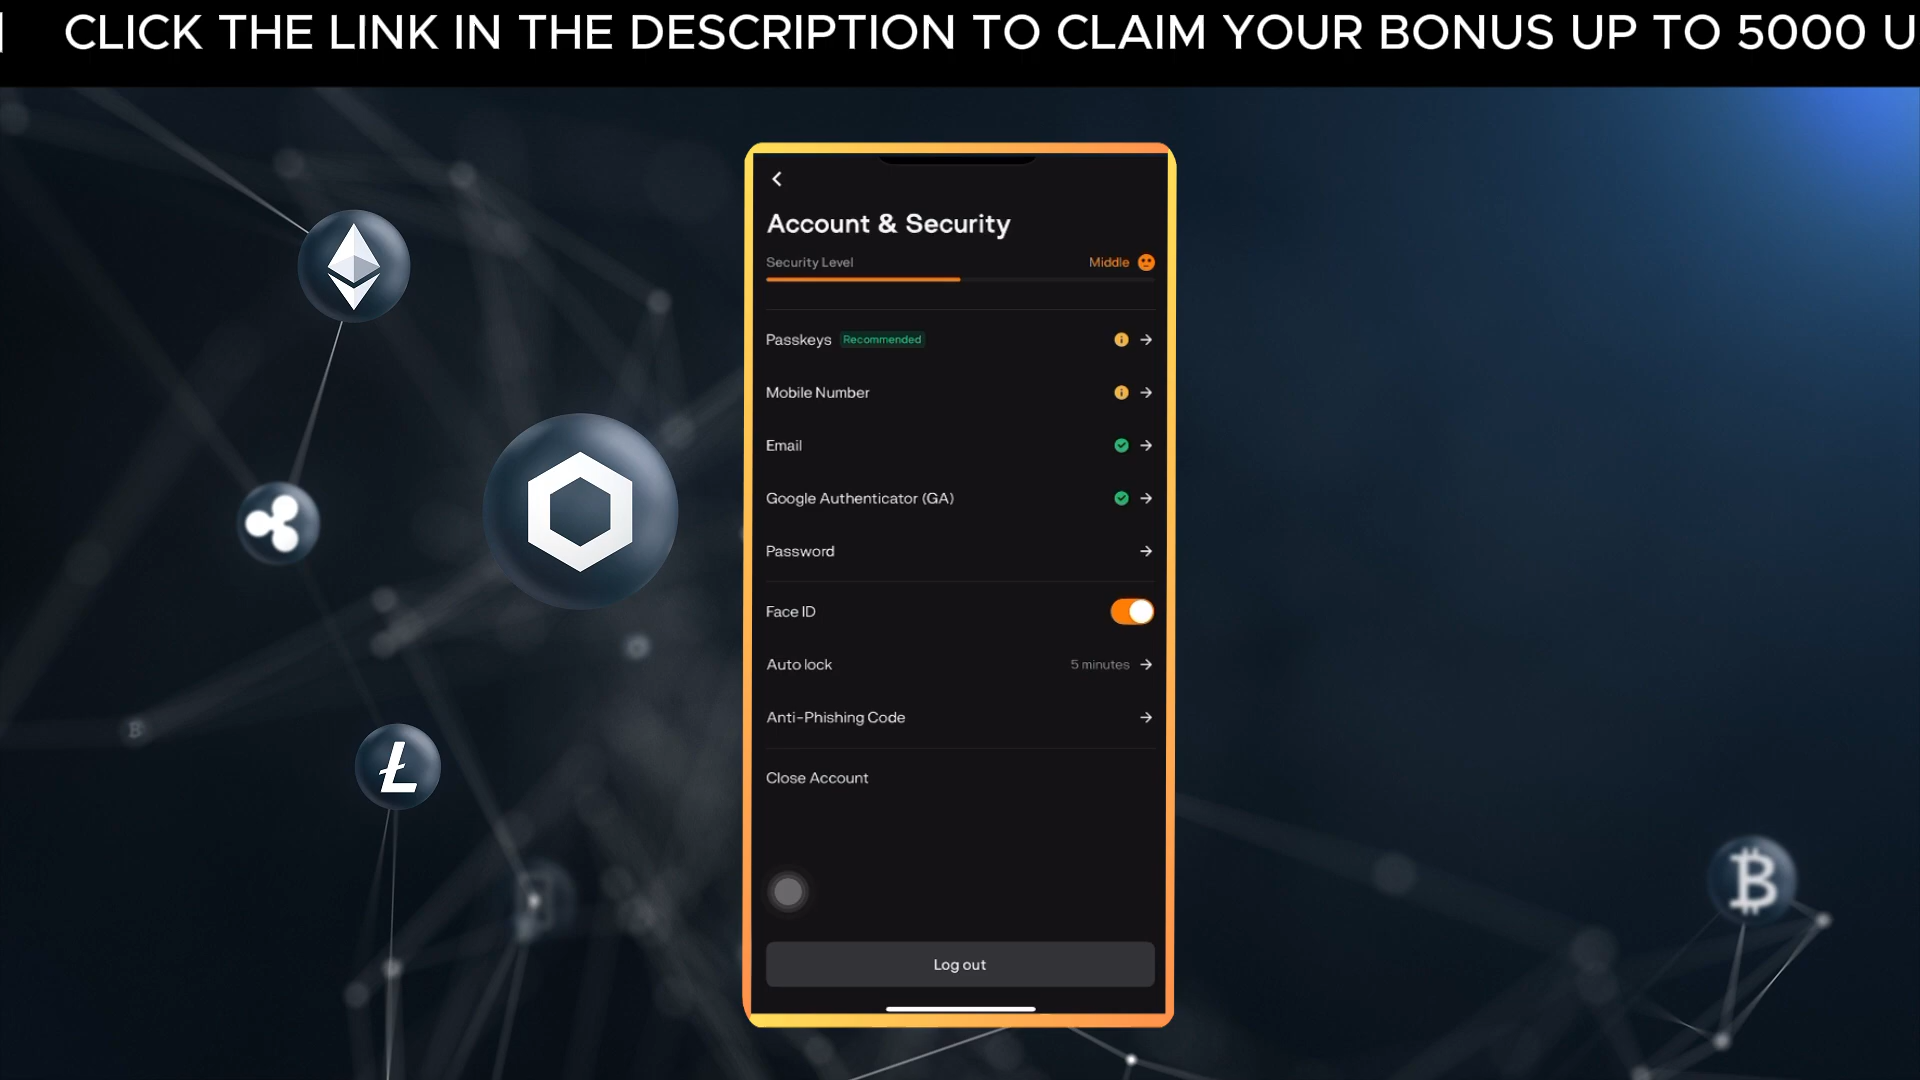 CLICK THE LINK IN THE DESCRIPTION TO CLAIM YOUR BONUS UP TO 5000 U
Account & Security
Security Level Middle
Passkeys Recommended
Mobile Number
Email
Google Authenticator (GA)
Password
Face ID
Auto lock 5 minutes
Anti-Phishing Code
Close Account
Log out